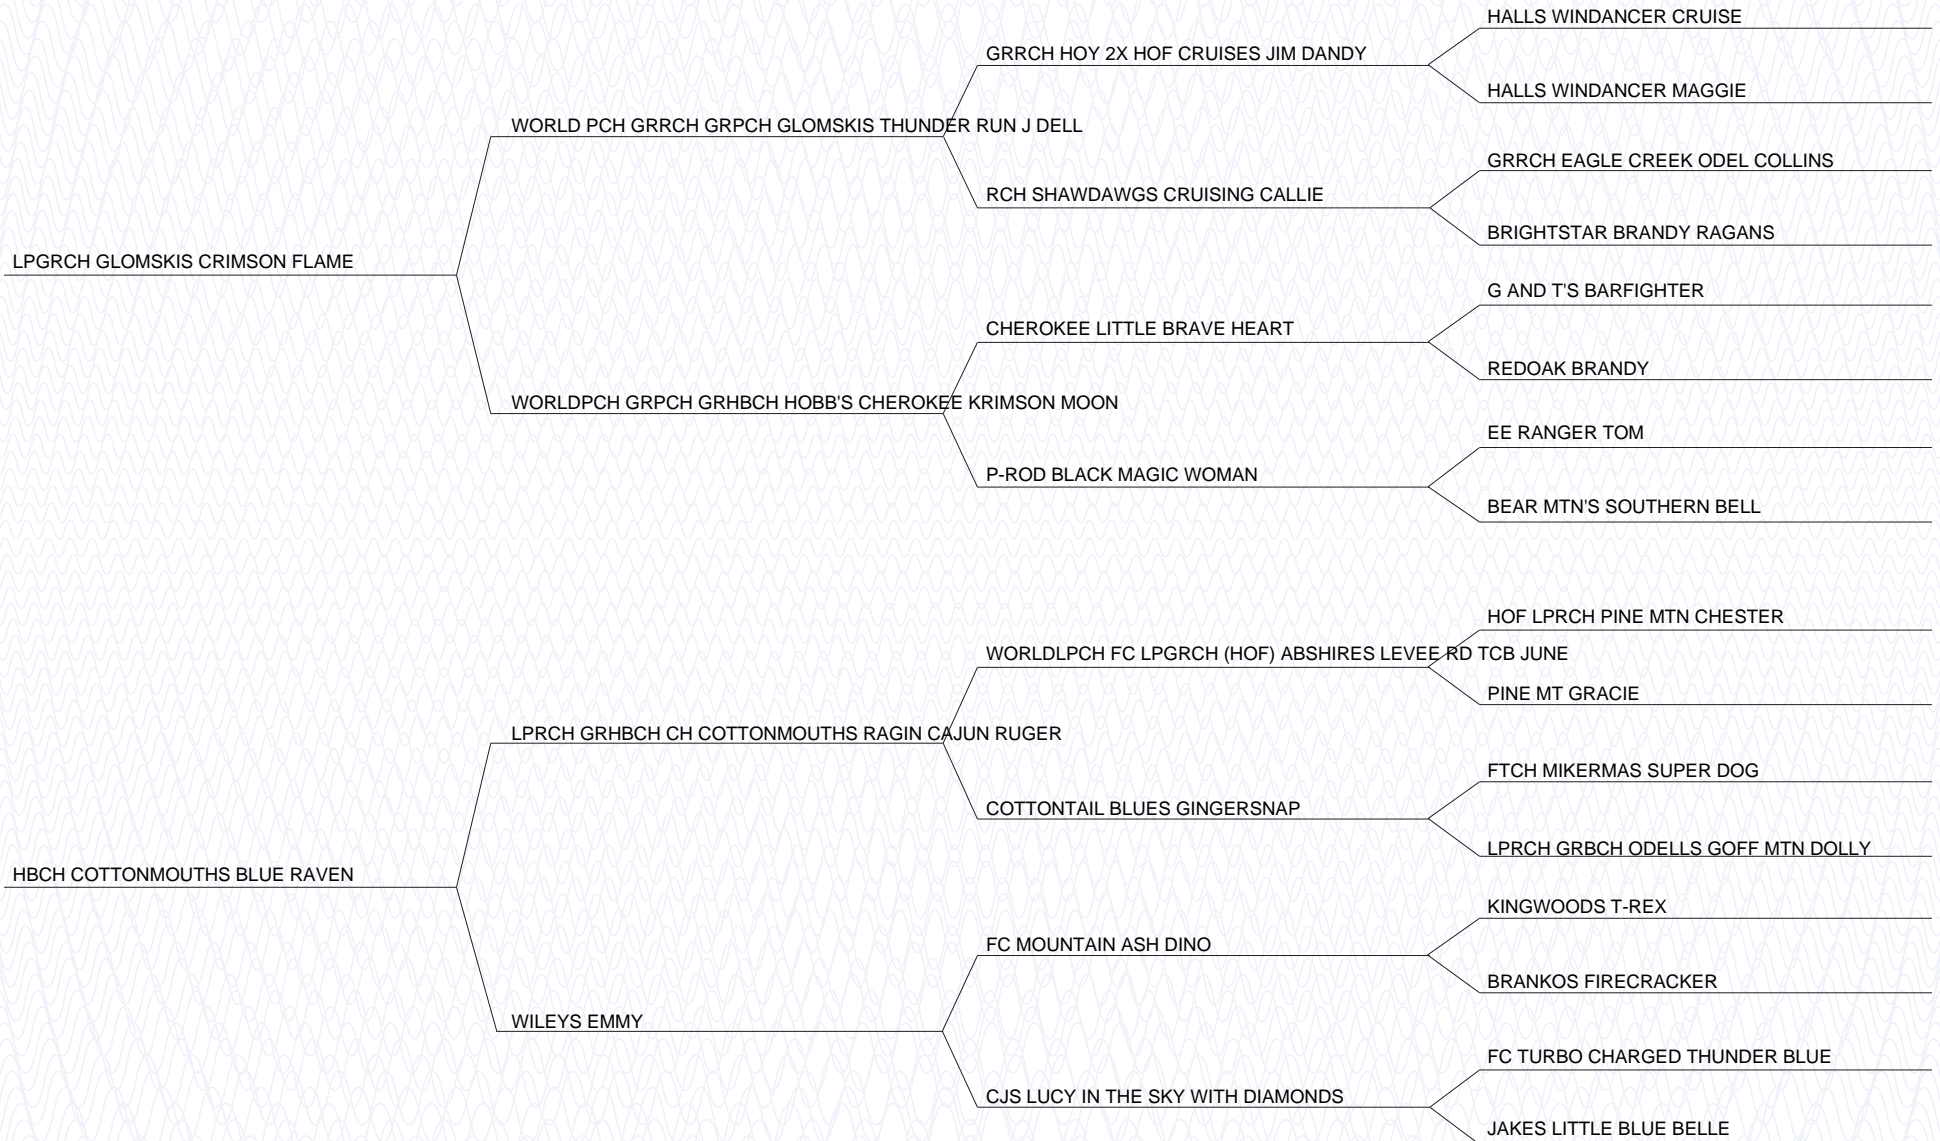 HALLS WINDANCER CRUISE
GRRCH HOY 2X HOF CRUISES JIM DANDY
HALLS WINDANCER MAGGIE
WORLD PCH GRRCH GRPCH GLOMSKIS THUNDER RUN J DELL
GRRCH EAGLE CREEK ODEL COLLINS
RCH SHAWDAWGS CRUISING CALLIE
BRIGHTSTAR BRANDY RAGANS
LPGRCH GLOMSKIS CRIMSON FLAME
G AND T'S BARFIGHTER
CHEROKEE LITTLE BRAVE HEART
REDOAK BRANDY
WORLDPCH GRPCH GRHBCH HOBB'S CHEROKEE KRIMSON MOON
EE RANGER TOM
P-ROD BLACK MAGIC WOMAN
BEAR MTN'S SOUTHERN BELL
HOF LPRCH PINE MTN CHESTER
WORLDLPCH FC LPGRCH (HOF) ABSHIRES LEVEE RD TCB JUNE
PINE MT GRACIE
LPRCH GRHBCH CH COTTONMOUTHS RAGIN CAJUN RUGER
FTCH MIKERMAS SUPER DOG
COTTONTAIL BLUES GINGERSNAP
LPRCH GRBCH ODELLS GOFF MTN DOLLY
HBCH COTTONMOUTHS BLUE RAVEN
KINGWOODS T-REX
FC MOUNTAIN ASH DINO
BRANKOS FIRECRACKER
WILEYS EMMY
FC TURBO CHARGED THUNDER BLUE
CJS LUCY IN THE SKY WITH DIAMONDS
JAKES LITTLE BLUE BELLE